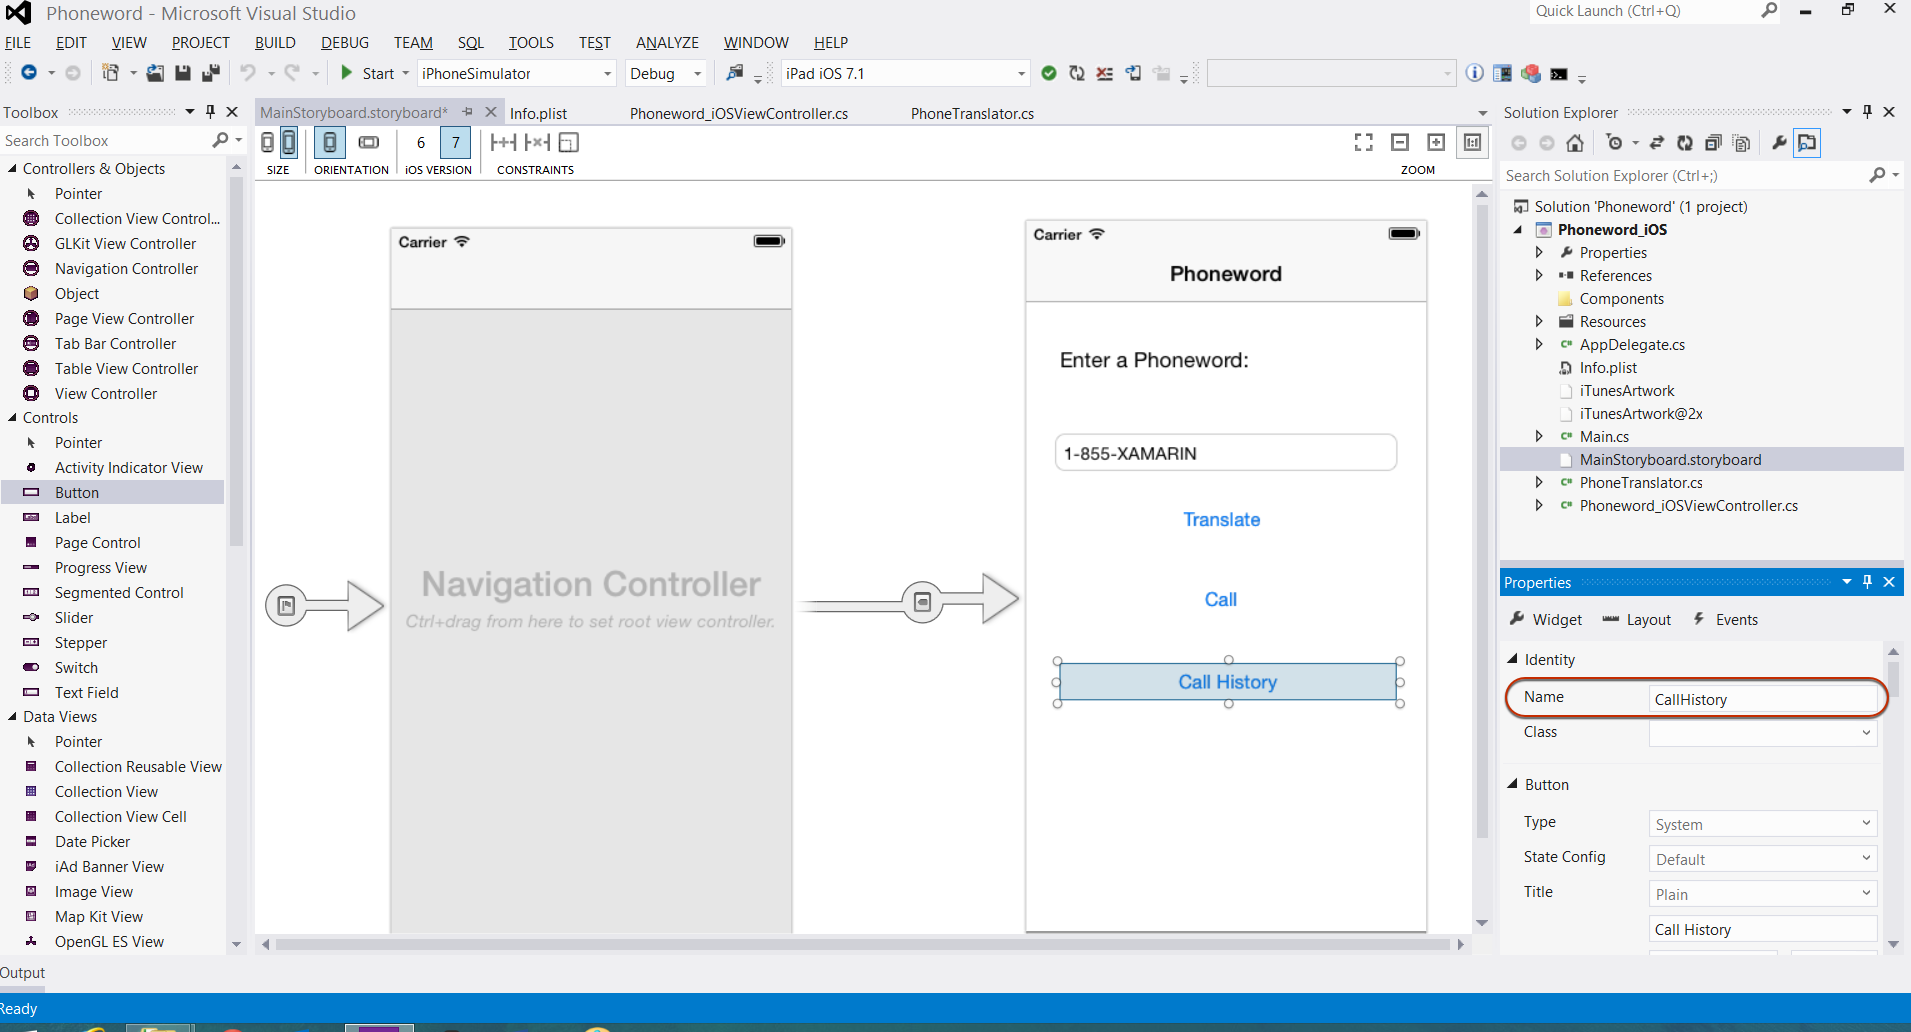 Phoneword - Microsoft Visual Studio
Quick Launch (Ctrl+Q)
FILE EDIT VIEW PROJECT BUILD DEBUG TEAM SQL TOOLS TEST ANALYZE WINDOW HELP
Start iPhoneSimulator Debug iPad iOS 7.1
Toolbox
Search Toolbox
Controllers & Objects
Pointer
Collection View Control...
GLKit View Controller
Navigation Controller
Object
Page View Controller
Tab Bar Controller
Table View Controller
View Controller
Controls
Pointer
Activity Indicator View
Button
Label
Page Control
Progress View
Segmented Control
Slider
Stepper
Switch
Text Field
Data Views
Pointer
Collection Reusable View
Collection View
Collection View Cell
Date Picker
iAd Banner View
Image View
Map Kit View
OpenGL ES View
MainStoryboard.storyboard* Info.plist Phoneword_iOSViewController.cs PhoneTranslator.cs
6 7
SIZE ORIENTATION iOS VERSION CONSTRAINTS ZOOM
Carrier
Navigation Controller
Ctrl+drag from here to set root view controller.
Carrier
Phoneword
Enter a Phoneword:
1-855-XAMARIN
Translate
Call
Call History
Solution Explorer
Search Solution Explorer (Ctrl+;)
Solution 'Phoneword' (1 project)
Phoneword_iOS
Properties
References
Components
Resources
AppDelegate.cs
Info.plist
iTunesArtwork
iTunesArtwork@2x
Main.cs
MainStoryboard.storyboard
PhoneTranslator.cs
Phoneword_iOSViewController.cs
Properties
Widget Layout Events
Identity
Name CallHistory
Class
Button
Type System
State Config Default
Title Plain
Call History
Output
Ready